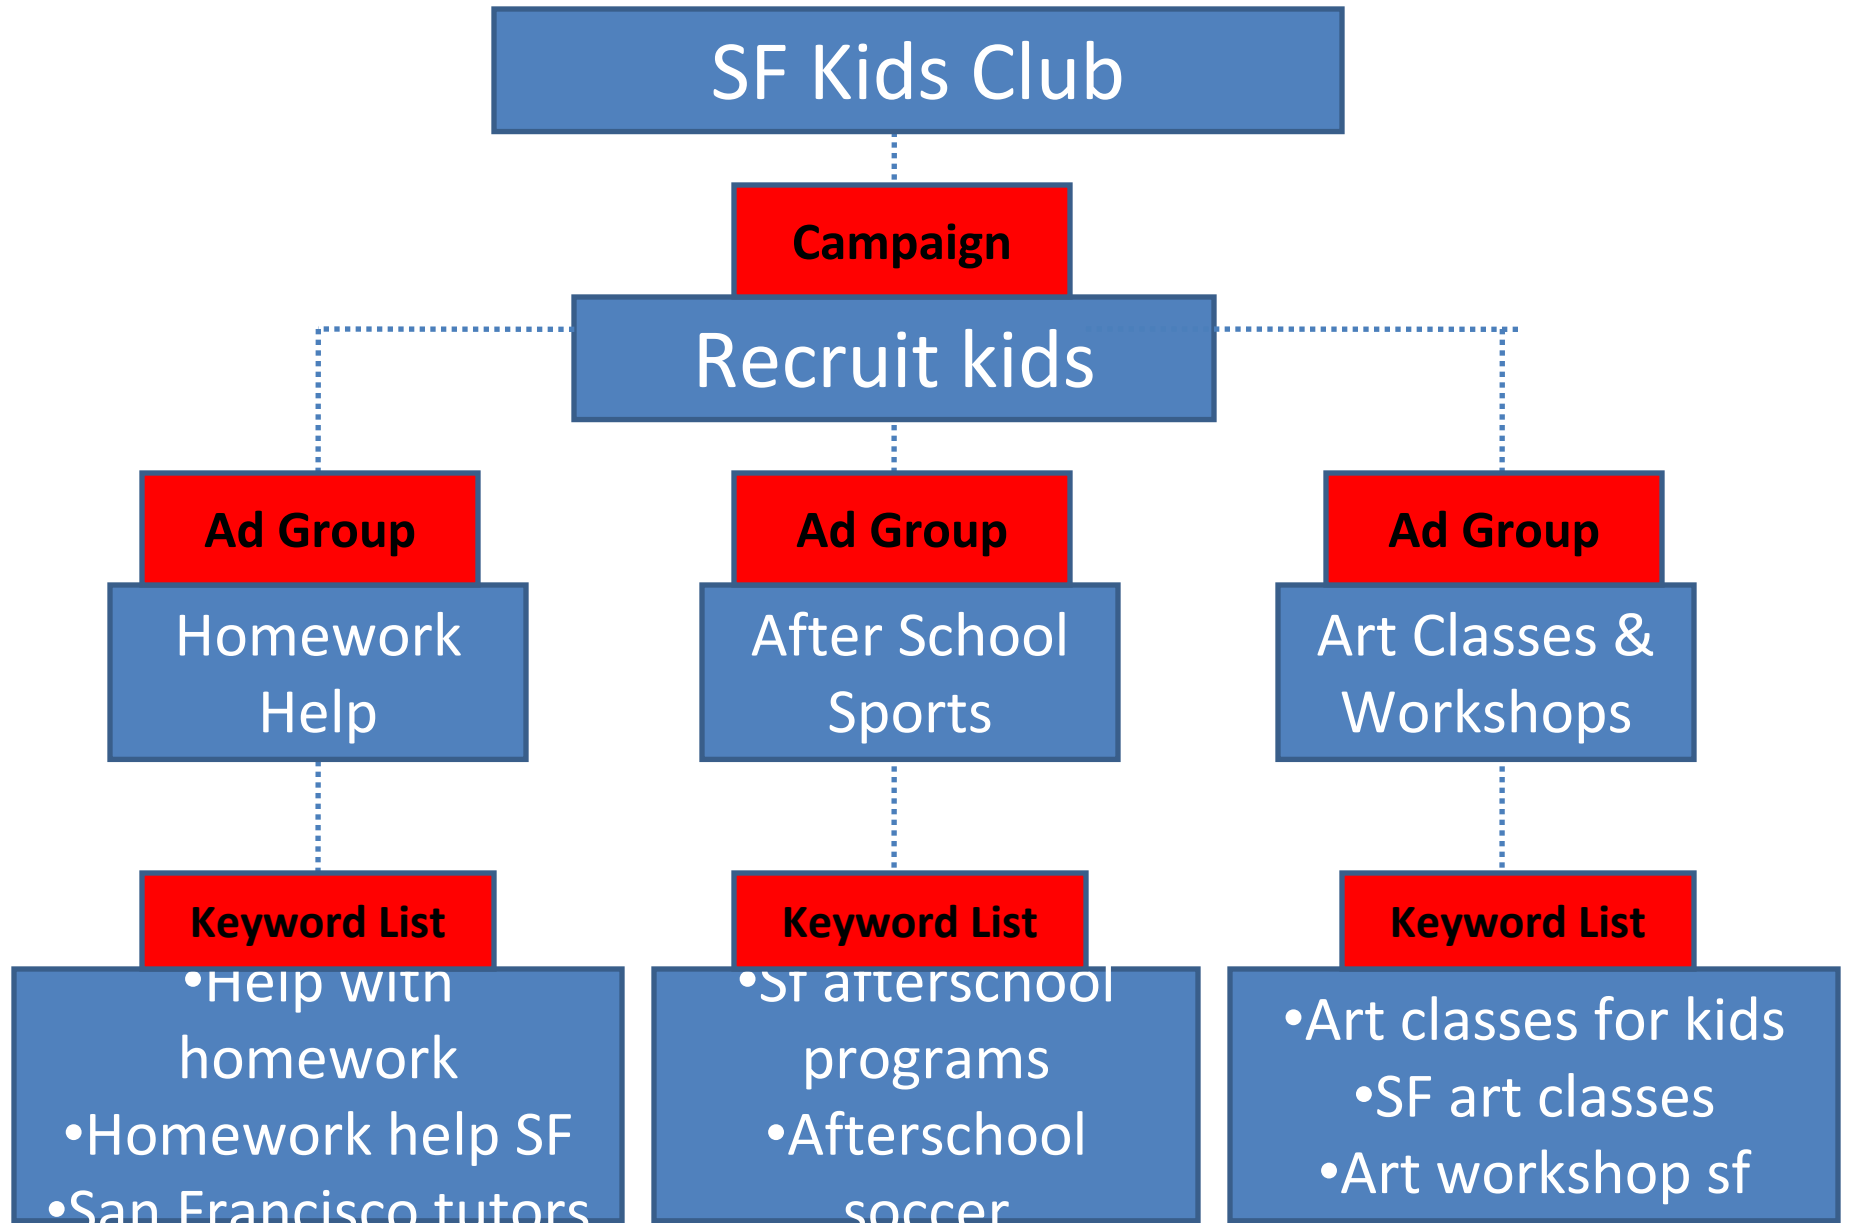 SF Kids Club
Campaign
Recruit kids
Ad Group
Homework
Help
Ad Group
After School
Sports
Ad Group
Art Classes &
Workshops
Keyword List
•Help with
homework
•Homework help SF
•San Francisco tutors
Keyword List
•Sf afterschool
programs
•Afterschool
soccer
Keyword List
•Art classes for kids
•SF art classes
•Art workshop sf